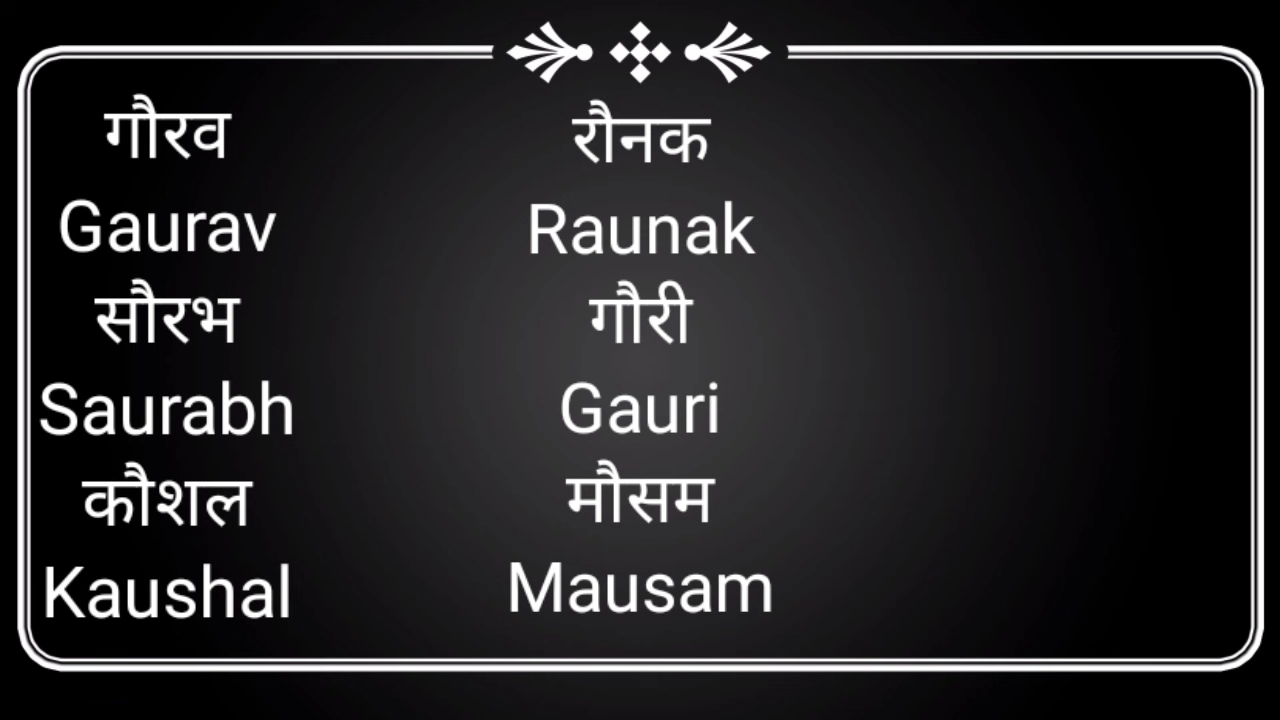 गौरव
Gaurav
सौरभ
Saurabh
कौशल
Kaushal
रौनक
Raunak
गौरी
Gauri
मौसम
Mausam